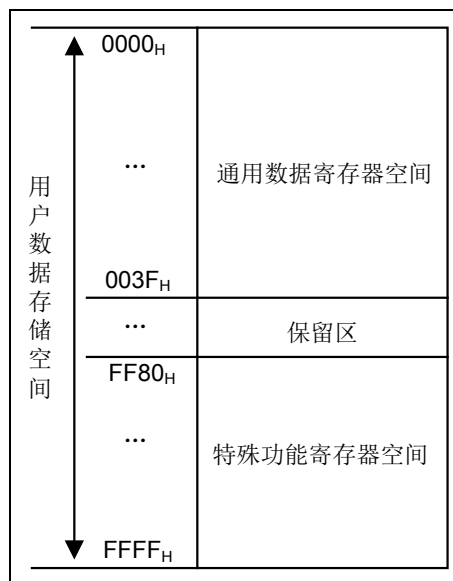 用户数据存储空间
0000H
...
通用数据寄存器空间
003FH
...
保留区
FF80H
...
特殊功能寄存器空间
FFFFH